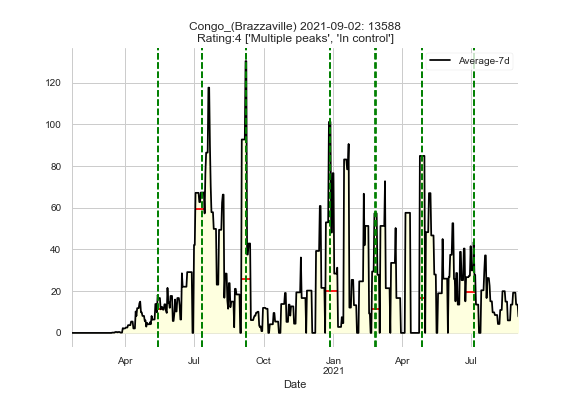 Congo_(Brazzaville) 2021-09-02: 13588
Rating:4 ['Multiple peaks', 'In control']
Average-7d
120
100
80
60
40
20
0
Apr
Jul
Oct
Jan
2021
Apr
Jul
Date